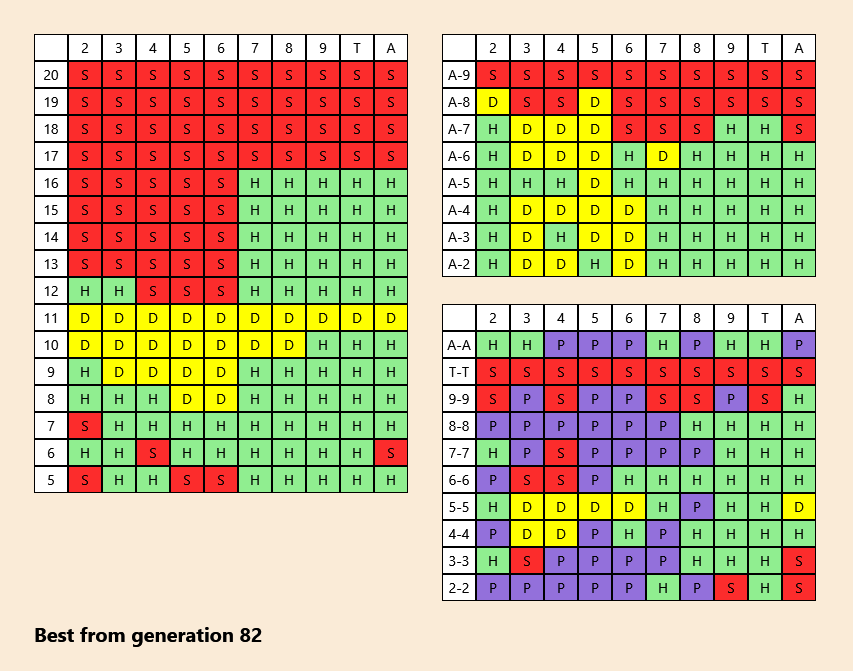 2 3 4 5 6 7 8 9 T A
20 S S S S S S S S S S
19 S S S S S S S S S S
18 S S S S S S S S S S
17 S S S S S S S S S S
16 S S S S S H H H H H
15 S S S S S H H H H H
14 S S S S S H H H H H
13 S S S S S H H H H H
12 H H S S S H H H H H
11 D D D D D D D D D D
10 D D D D D D D H H H
9 H D D D D H H H H H
8 H H H D D H H H H H
7 S H H H H H H H H H
6 H H S H H H H H H S
5 S H H S S H H H H H
2 3 4 5 6 7 8 9 T A
A-9 S S S S S S S S S S
A-8 D S S D S S S S S S
A-7 H D D D S S S H H S
A-6 H D D D H D H H H H
A-5 H H H D H H H H H H
A-4 H D D D D H H H H H
A-3 H D H D D H H H H H
A-2 H D D H D H H H H H
2 3 4 5 6 7 8 9 T A
A-A H H P P P H P H H P
T-T S S S S S S S S S S
9-9 S P S P P S S P S H
8-8 P P P P P P H H H H
7-7 H P S P P P P H H H
6-6 P S S P H H H H H H
5-5 H D D D D H P H H D
4-4 P D D P H P H H H H
3-3 H S P P P P H H H S
2-2 P P P P P H P S H S
Best from generation 82